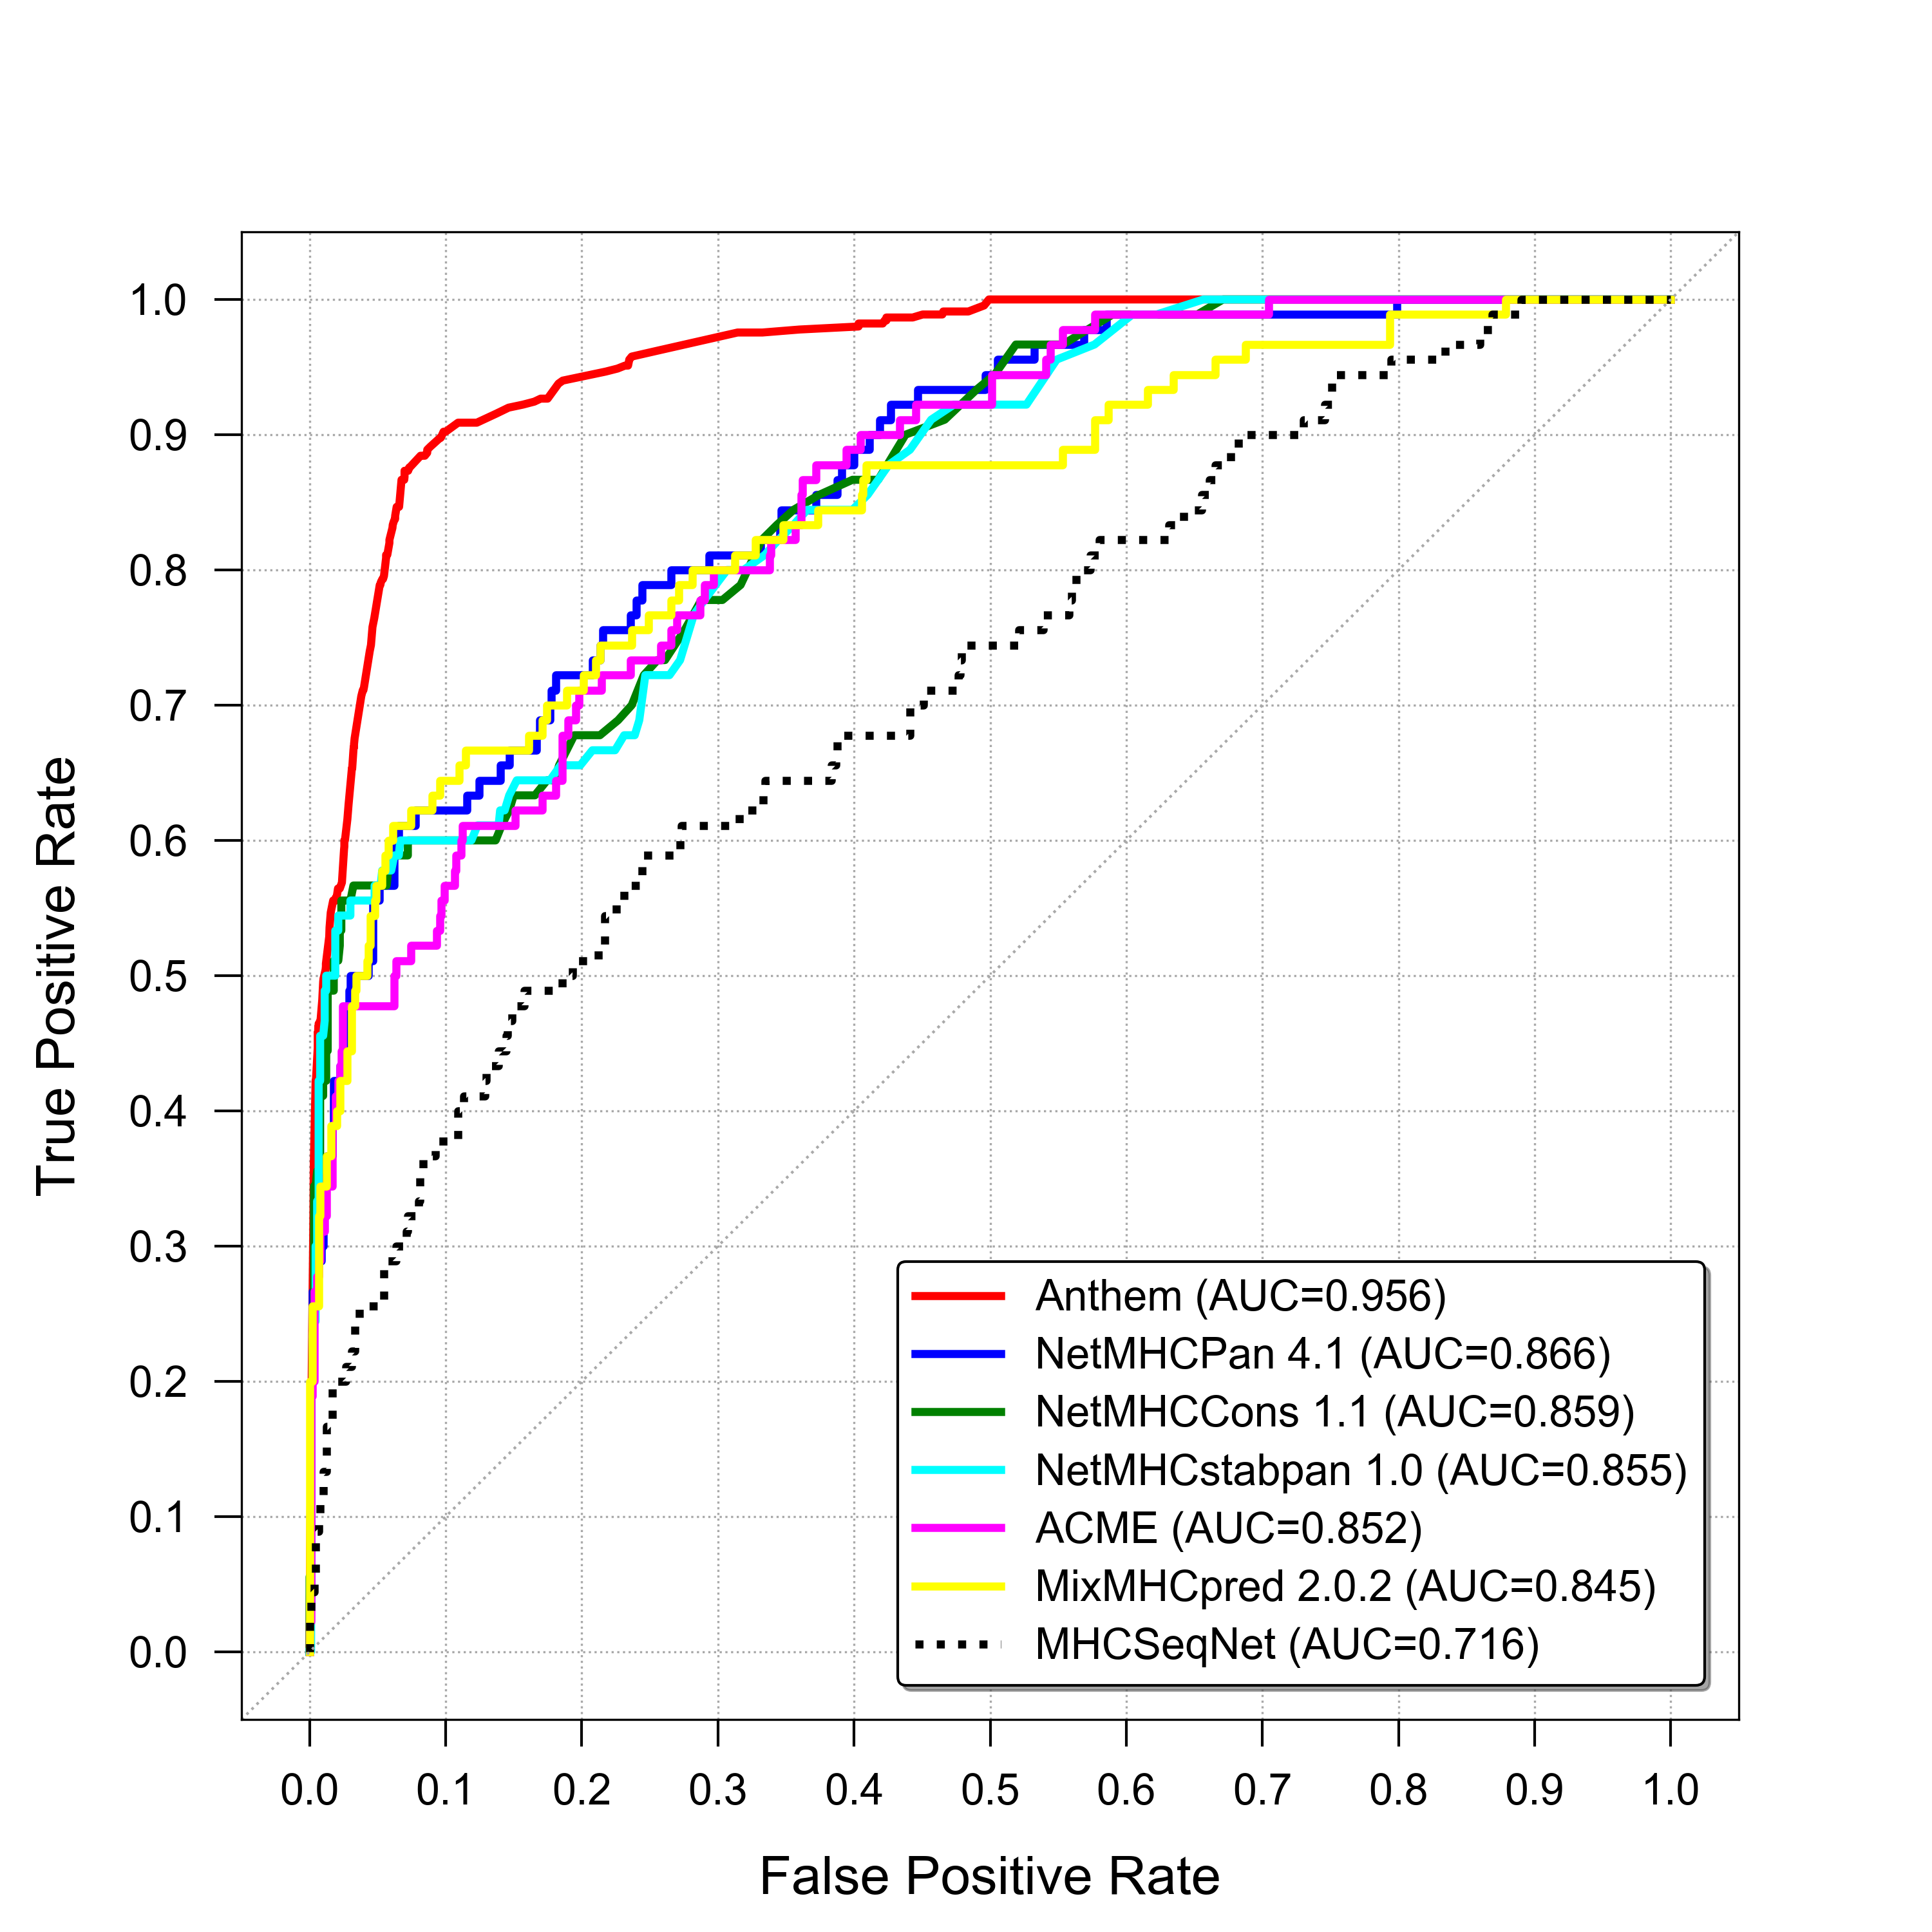 1.0
0.9
0.8
0.7
0.6
0.5
0.4
0.3
0.2
0.1
0.0
True Positive Rate
Anthem (AUC=0.956)
NetMHCPan 4.1 (AUC=0.866)
NetMHCCons 1.1 (AUC=0.859)
NetMHCstabpan 1.0 (AUC=0.855)
ACME (AUC=0.852)
MixMHCpred 2.0.2 (AUC=0.845)
MHCSeqNet (AUC=0.716)
0.0 0.1 0.2 0.3 0.4 0.5 0.6 0.7 0.8 0.9 1.0
False Positive Rate